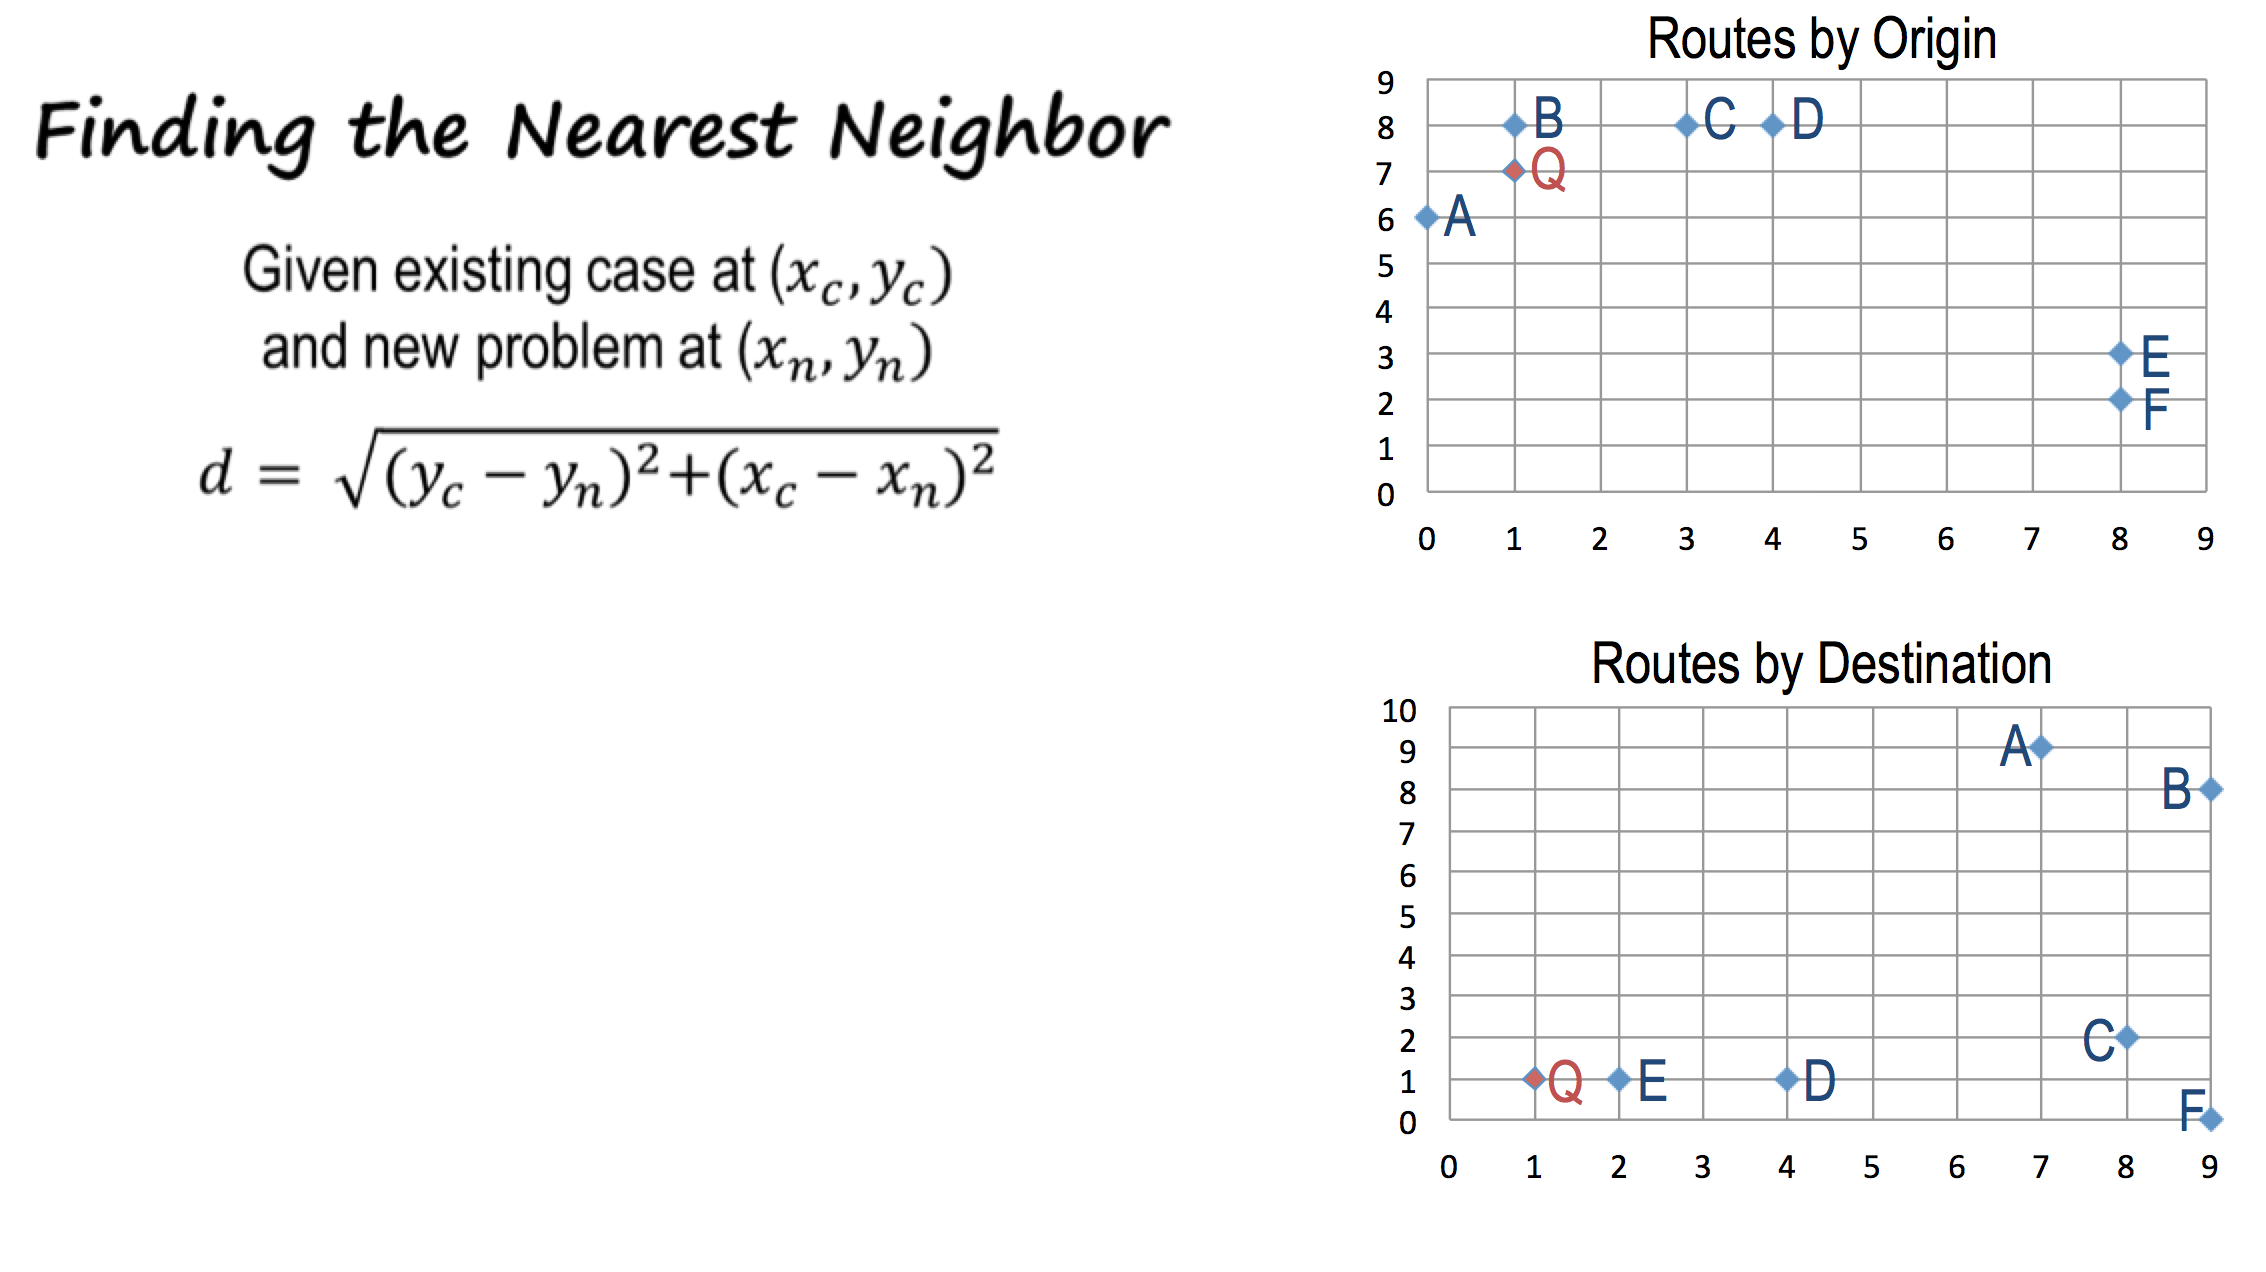 Finding the Nearest Neighbor
Given existing case at (x_c, y_c)
and new problem at (x_n, y_n)
d = √(y_c − y_n)²+(x_c − x_n)²
Routes by Origin
9
8
7
6
5
4
3
2
1
0
B
C
D
Q
A
E
F
0 1 2 3 4 5 6 7 8 9
Routes by Destination
10
9
8
7
6
5
4
3
2
1
0
A
B
C
Q
E
D
F
0 1 2 3 4 5 6 7 8 9